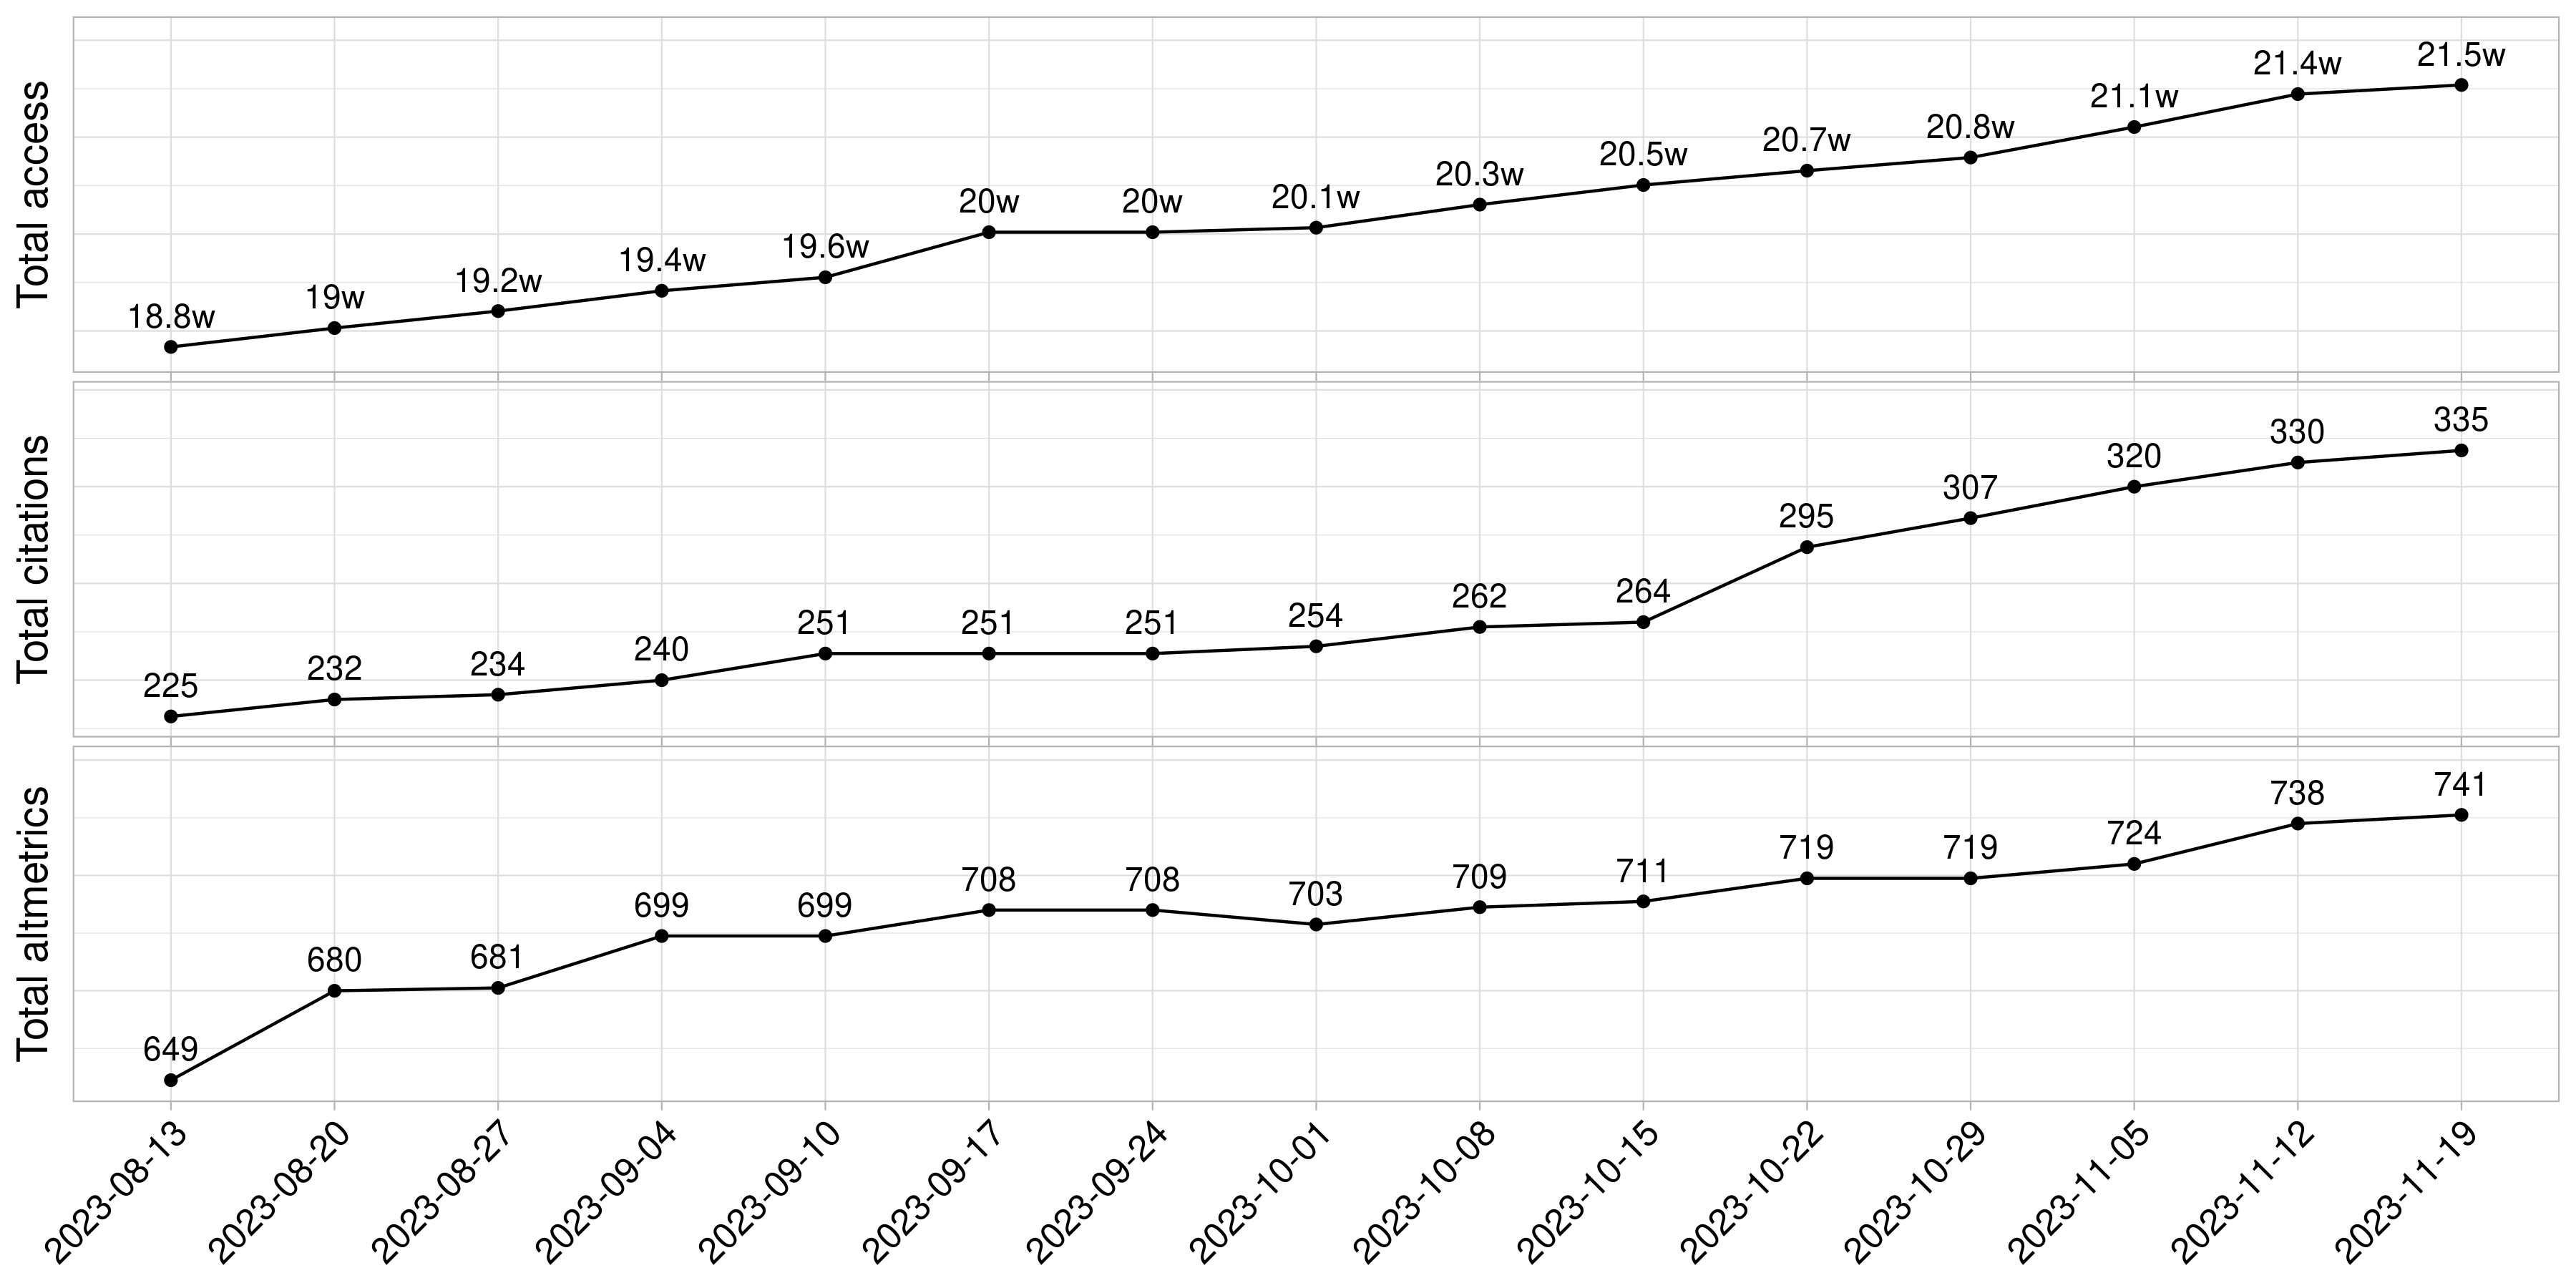 Total access
18.8w
19w
19.2w
19.4w
19.6w
20w
20w
20.1w
20.3w
20.5w
20.7w
20.8w
21.1w
21.4w
21.5w
Total citations
225
232
234
240
251
251
251
254
262
264
295
307
320
330
335
Total altmetrics
649
680
681
699
699
708
708
703
709
711
719
719
724
738
741
2023-08-13
2023-08-20
2023-08-27
2023-09-04
2023-09-10
2023-09-17
2023-09-24
2023-10-01
2023-10-08
2023-10-15
2023-10-22
2023-10-29
2023-11-05
2023-11-12
2023-11-19